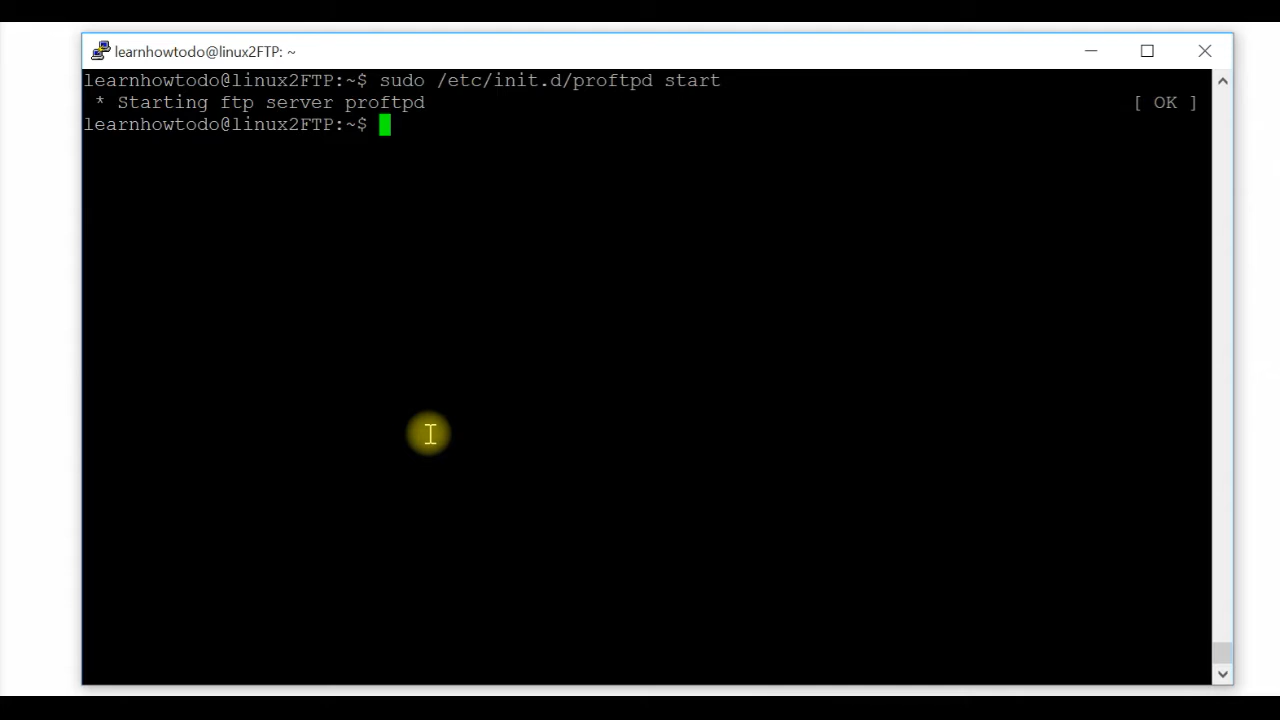 learnhowtodo@linux2FTP: ~
learnhowtodo@linux2FTP:~$ sudo /etc/init.d/proftpd start
 * Starting ftp server proftpd [ OK ]
learnhowtodo@linux2FTP:~$